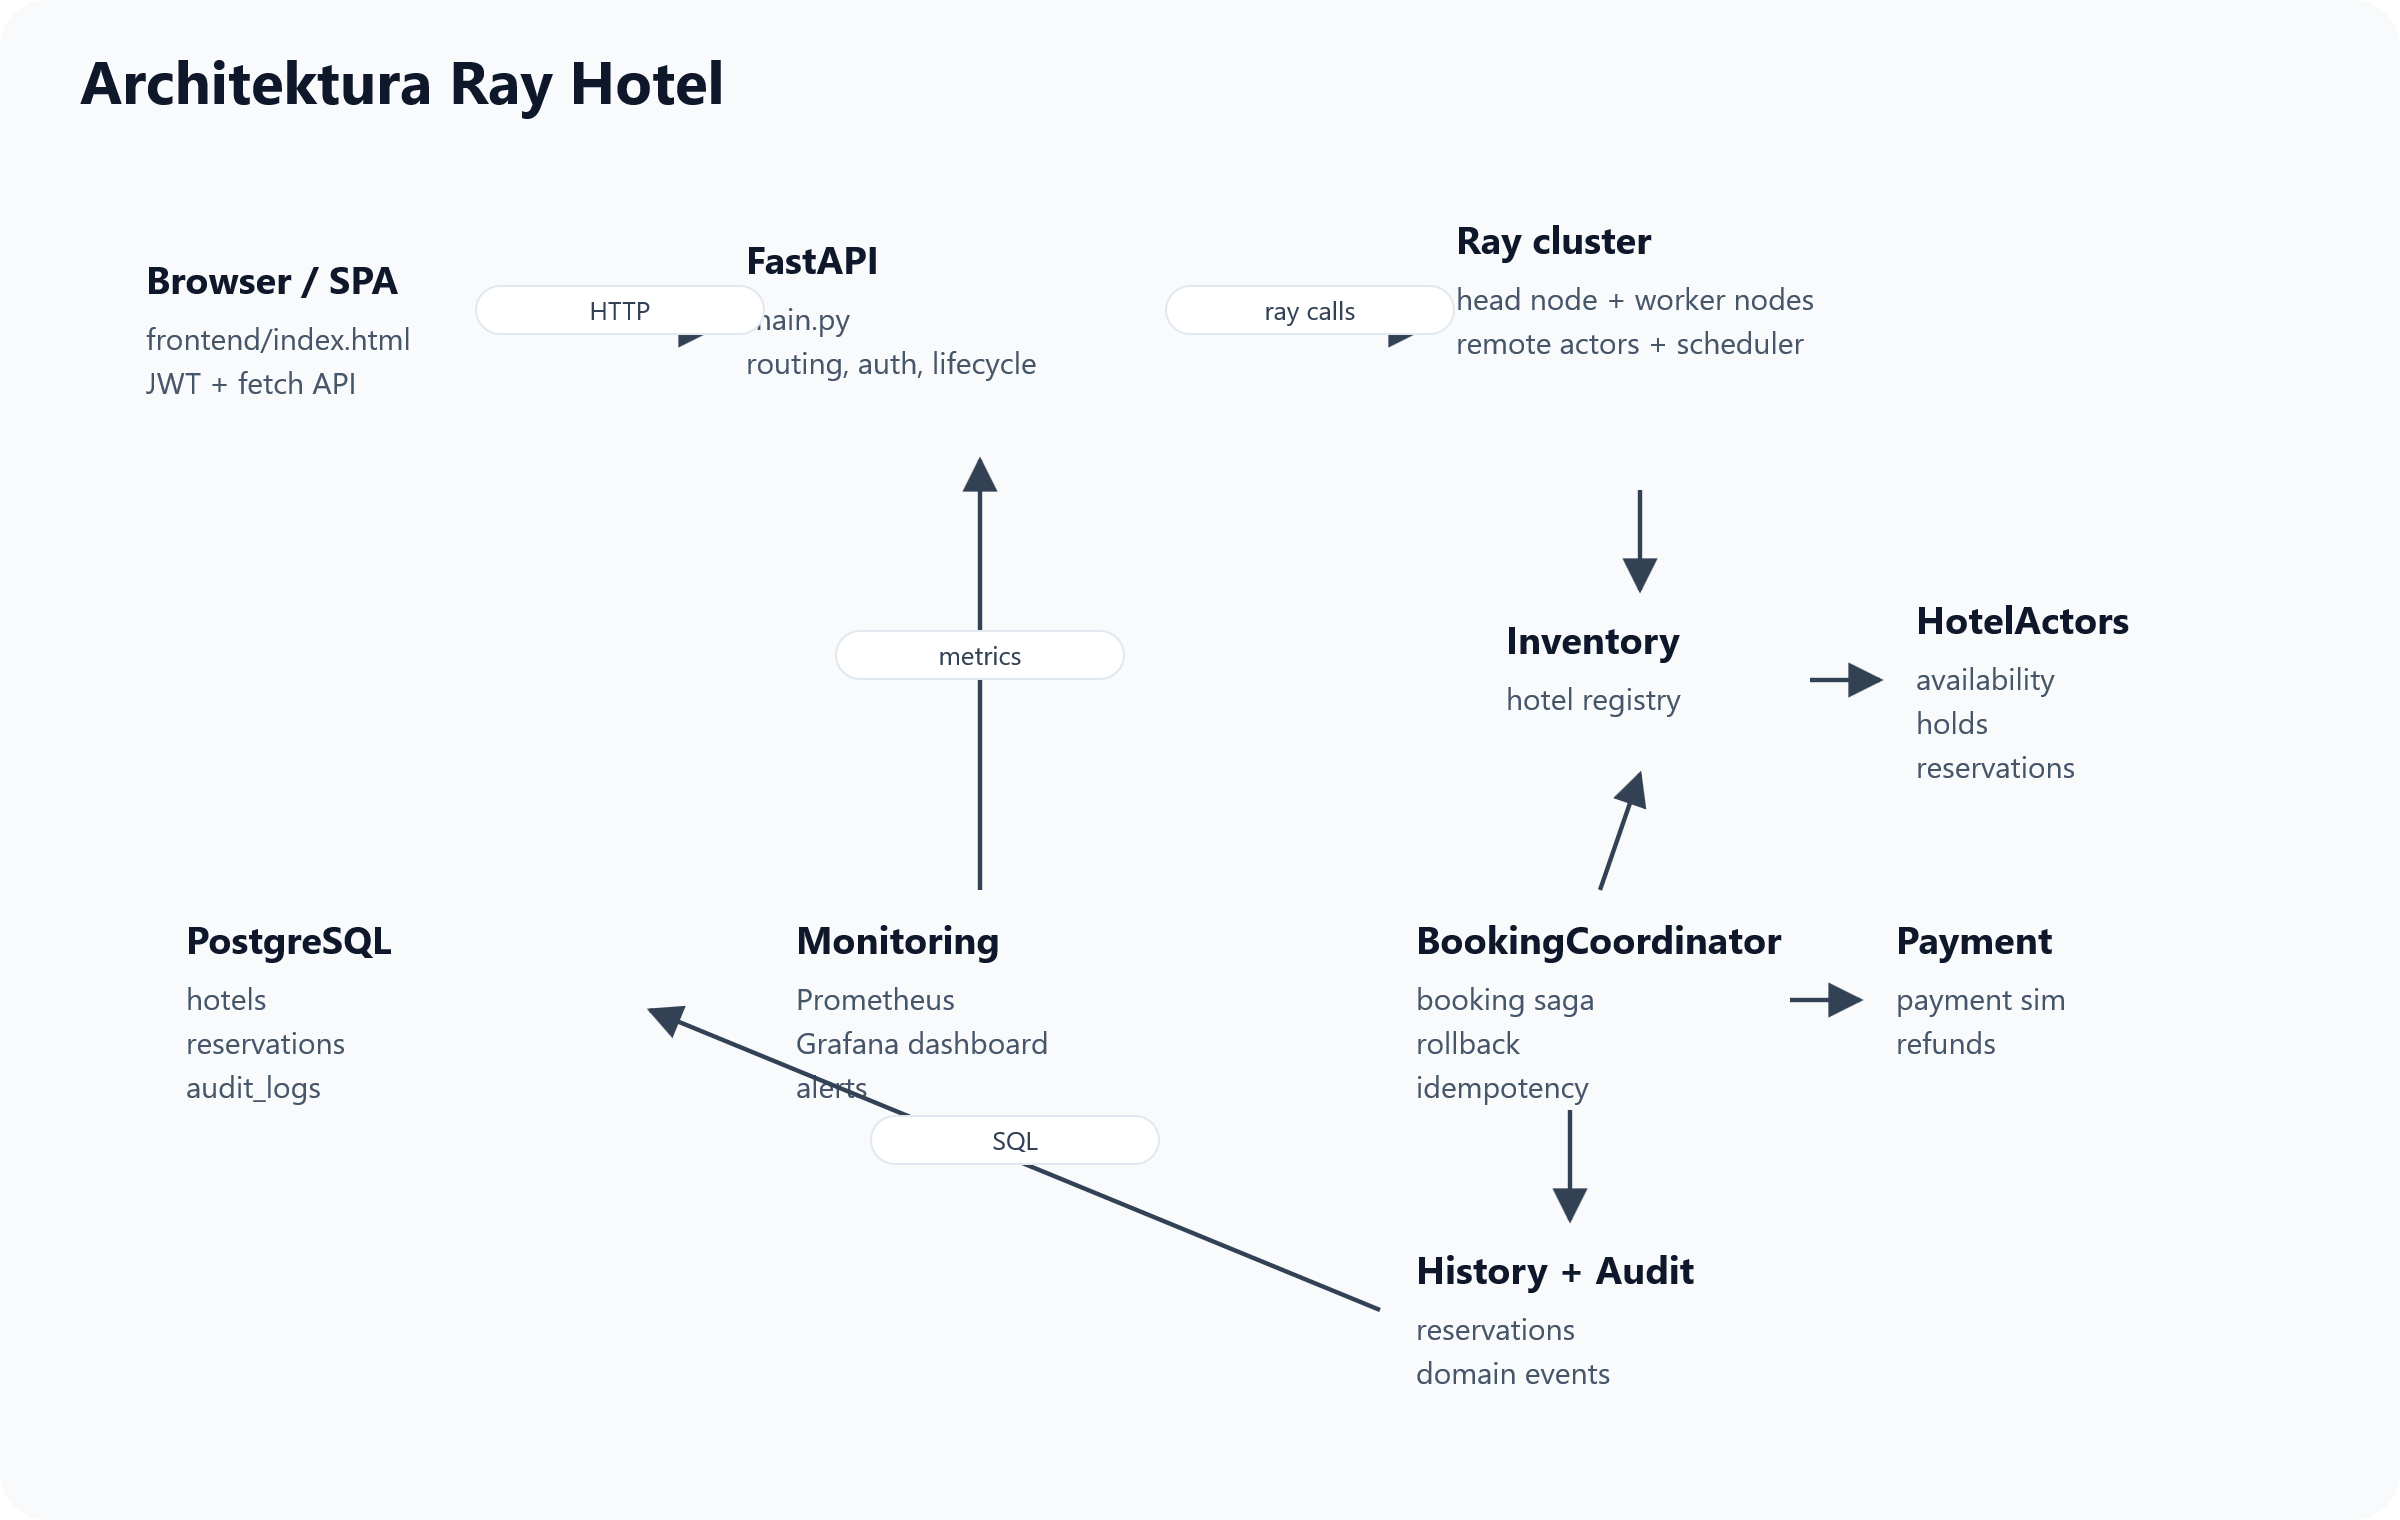 Architektura Ray Hotel
Browser / SPA
frontend/index.html
JWT + fetch API
HTTP
FastAPI
main.py
routing, auth, lifecycle
ray calls
Ray cluster
head node + worker nodes
remote actors + scheduler
metrics
Inventory
hotel registry
HotelActors
availability
holds
reservations
PostgreSQL
hotels
reservations
audit_logs
Monitoring
Prometheus
Grafana dashboard
alerts
SQL
BookingCoordinator
booking saga
rollback
idempotency
Payment
payment sim
refunds
History + Audit
reservations
domain events